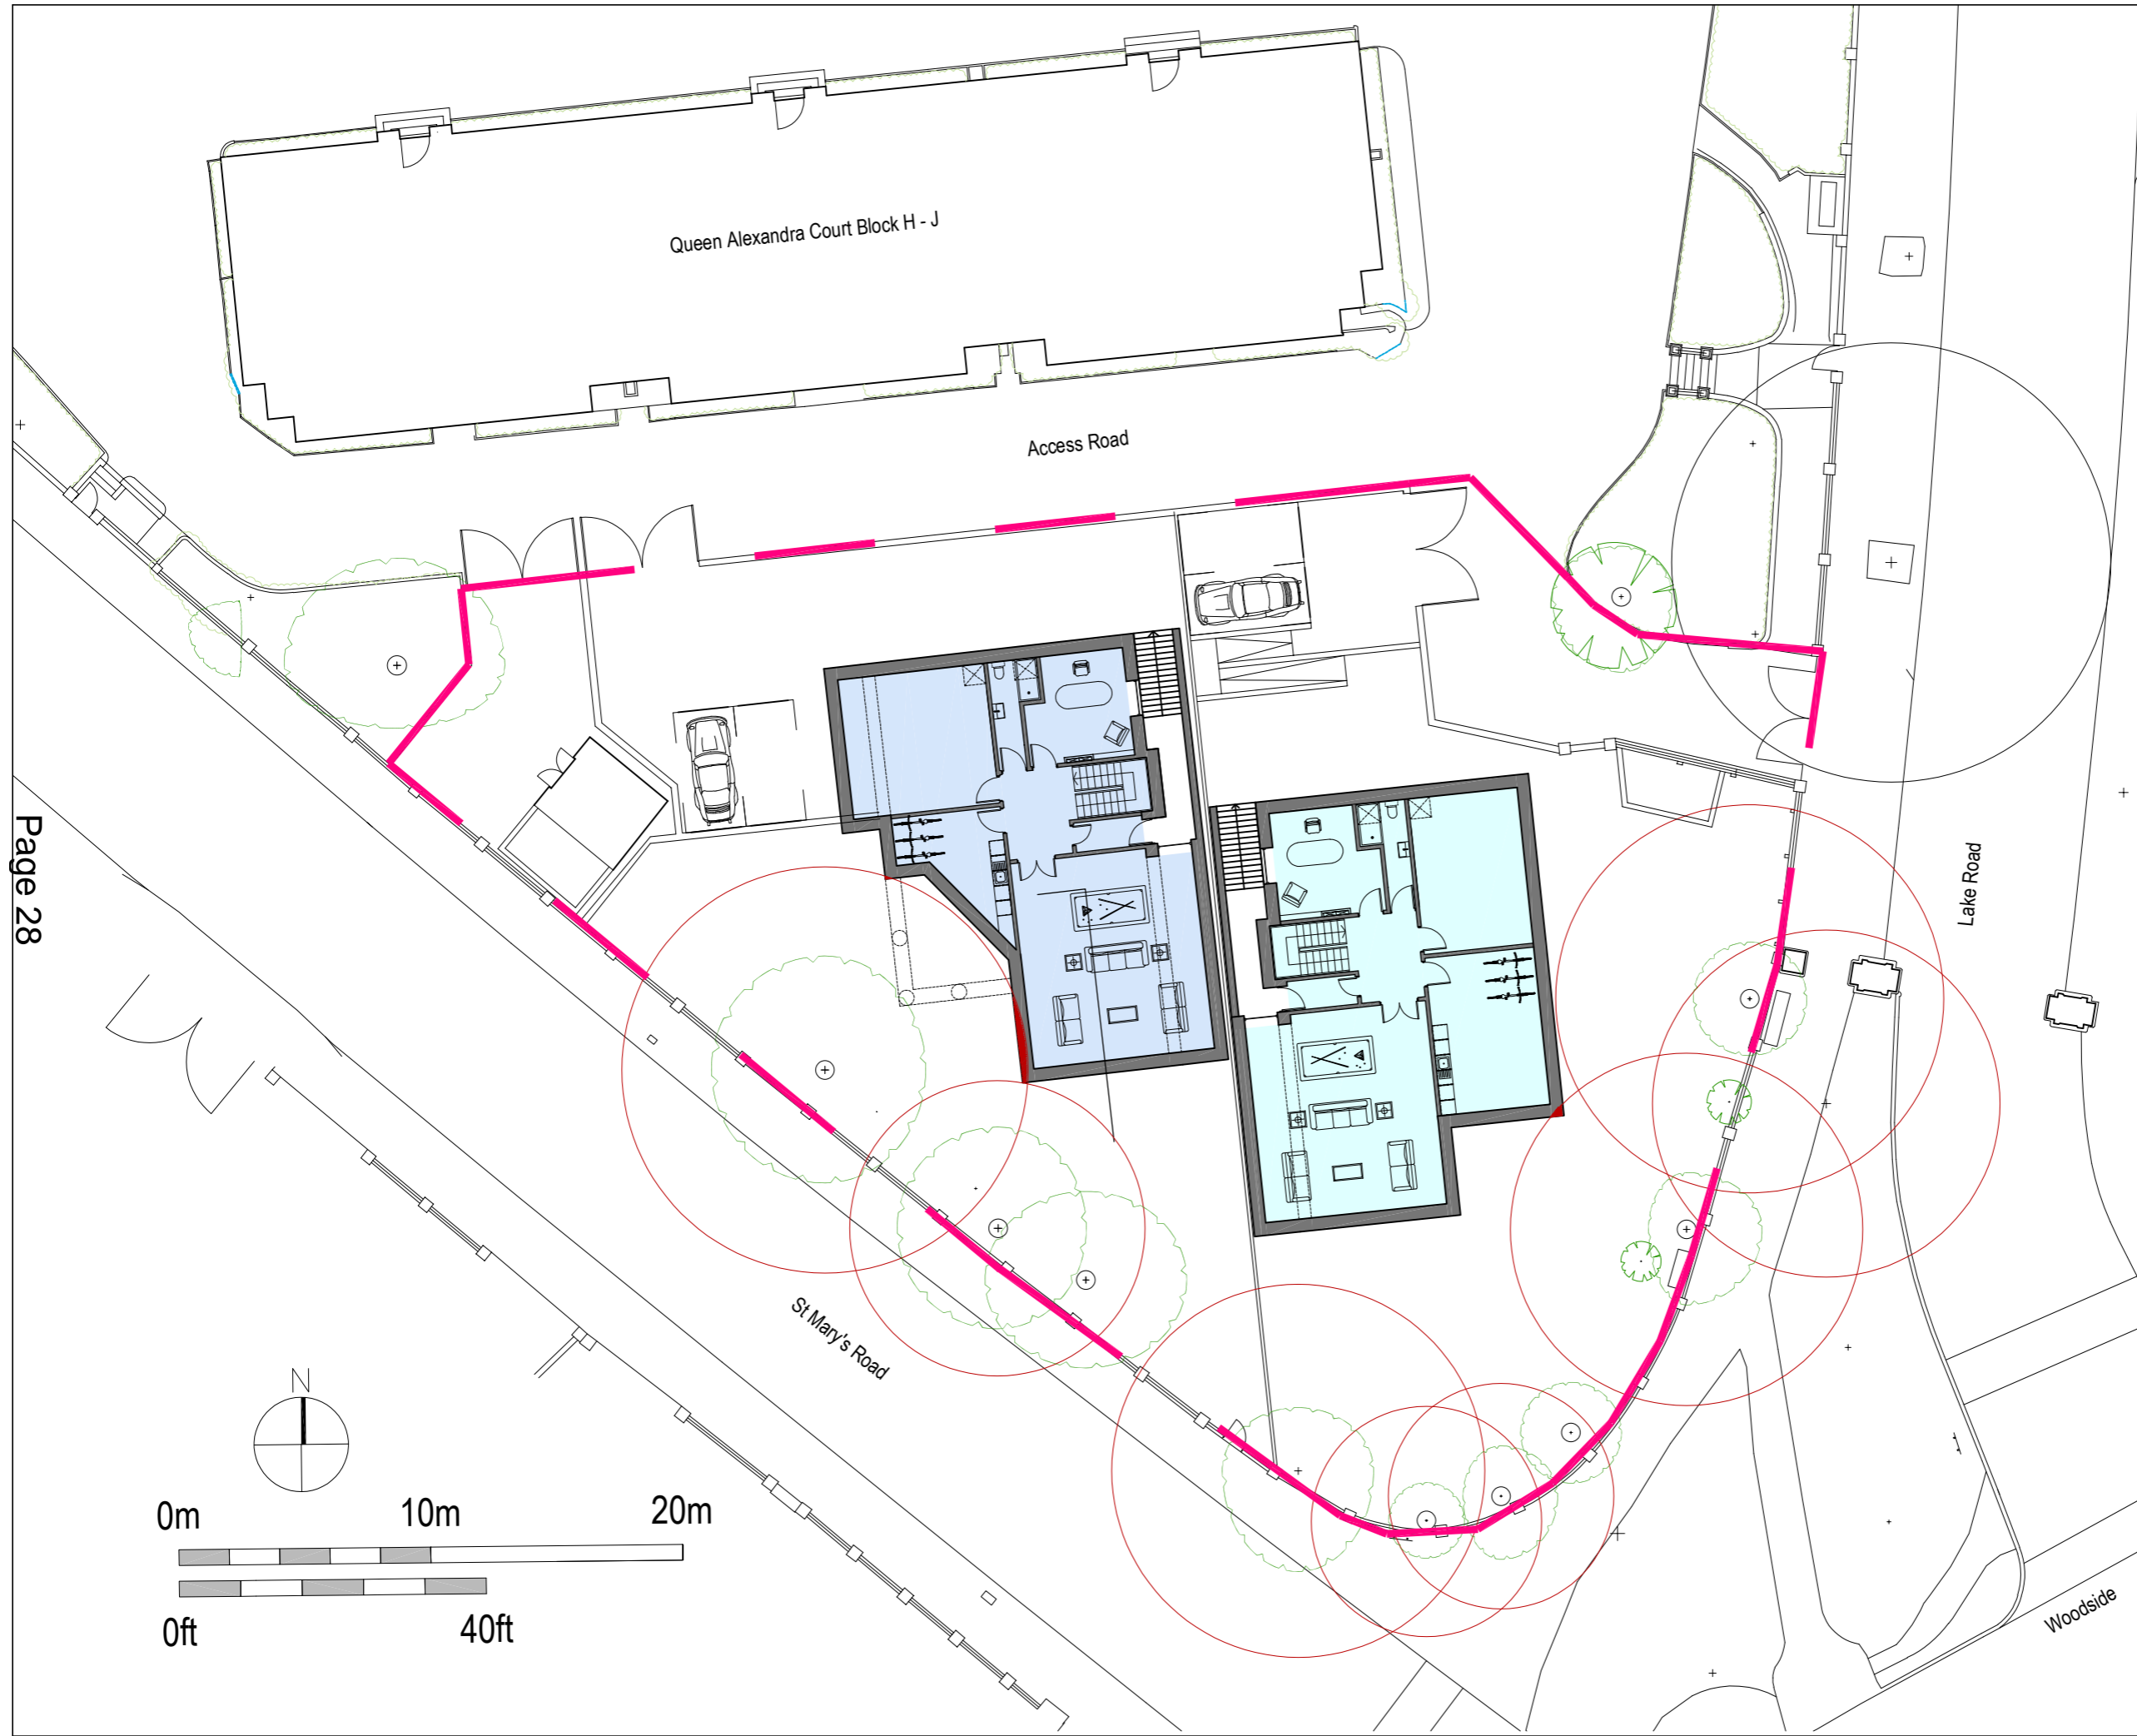 Queen Alexandra Court Block H - J
Access Road
Page 28
Lake Road
St Mary's Road
N
0m 10m 20m
0ft 40ft
Woodside